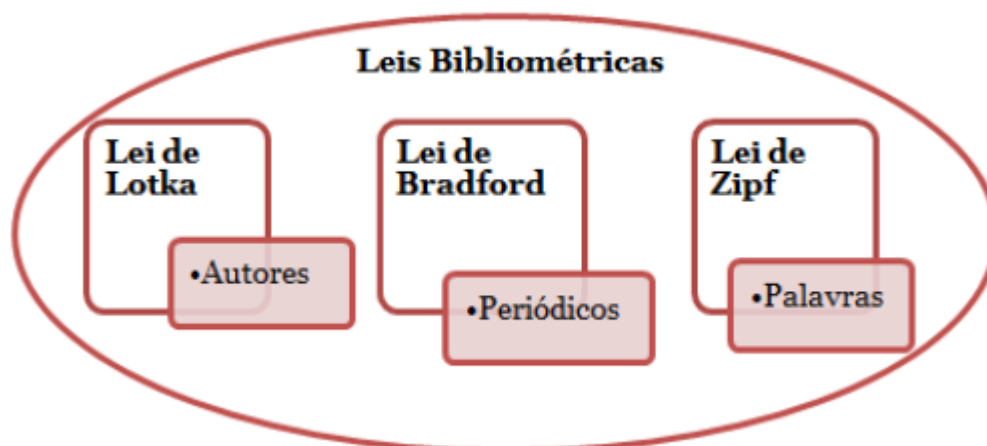 Leis Bibliométricas
Lei de
Lotka
•Autores
Lei de
Bradford
•Periódicos
Lei de
Zipf
•Palavras